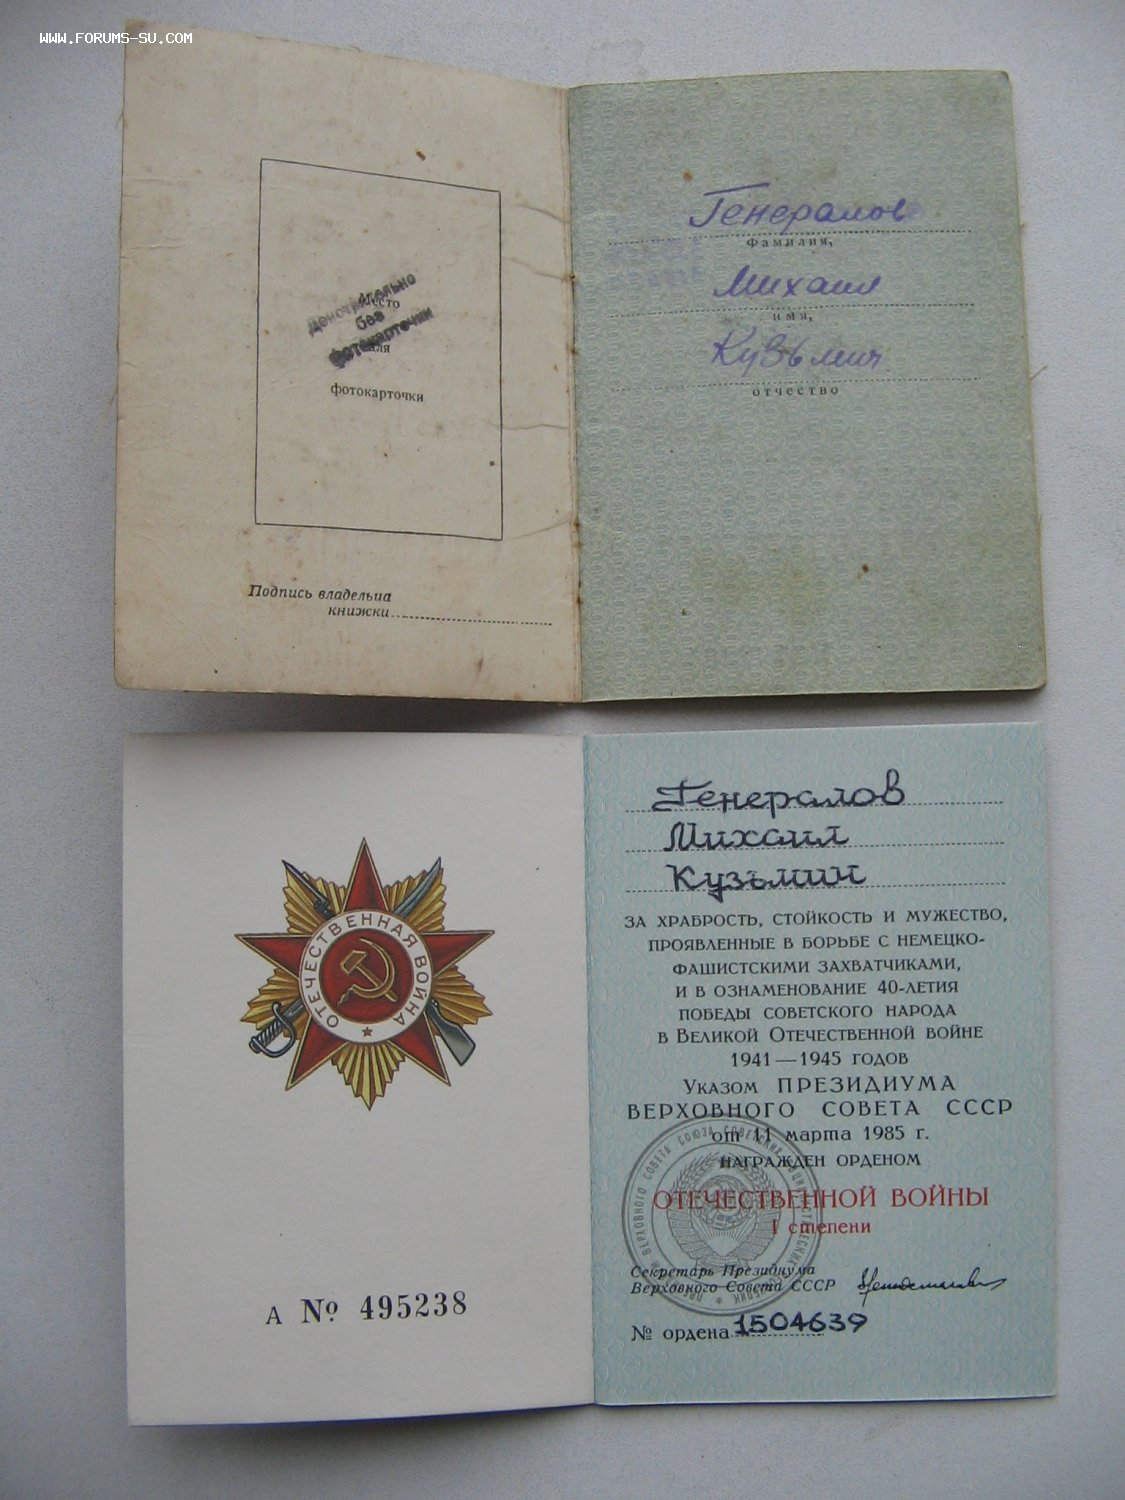 WWW.FORUMS-SU.COM
Место
для
фотокарточки
Действительно
без
фотокарточки
Подпись владельца
книжки
Генералов
фамилия,
Михаил
имя,
Кузьмич
отчество
ОТЕЧЕСТВЕННАЯ ВОЙНА
А № 495238
Генералов
Михаил
Кузьмич
ЗА ХРАБРОСТЬ, СТОЙКОСТЬ И МУЖЕСТВО,
ПРОЯВЛЕННЫЕ В БОРЬБЕ С НЕМЕЦКО-
ФАШИСТСКИМИ ЗАХВАТЧИКАМИ,
И В ОЗНАМЕНОВАНИЕ 40-ЛЕТИЯ
ПОБЕДЫ СОВЕТСКОГО НАРОДА
В ВЕЛИКОЙ ОТЕЧЕСТВЕННОЙ ВОЙНЕ
1941—1945 ГОДОВ
УКАЗОМ ПРЕЗИДИУМА
ВЕРХОВНОГО СОВЕТА СССР
от 11 марта 1985 г.
НАГРАЖДЕН ОРДЕНОМ
ОТЕЧЕСТВЕННОЙ ВОЙНЫ
I степени
Секретарь Президиума
Верховного Совета СССР
№ ордена 1504639